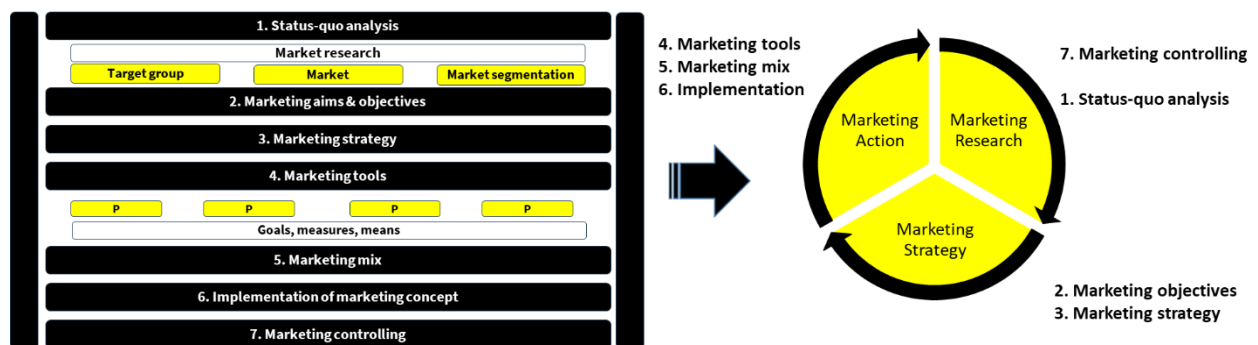 1. Status-quo analysis
Market research
Target group
Market
Market segmentation
2. Marketing aims & objectives
3. Marketing strategy
4. Marketing tools
P
P
P
P
Goals, measures, means
5. Marketing mix
6. Implementation of marketing concept
7. Marketing controlling
4. Marketing tools
5. Marketing mix
6. Implementation
Marketing
Action
Marketing
Research
Marketing
Strategy
7. Marketing controlling
1. Status-quo analysis
2. Marketing objectives
3. Marketing strategy